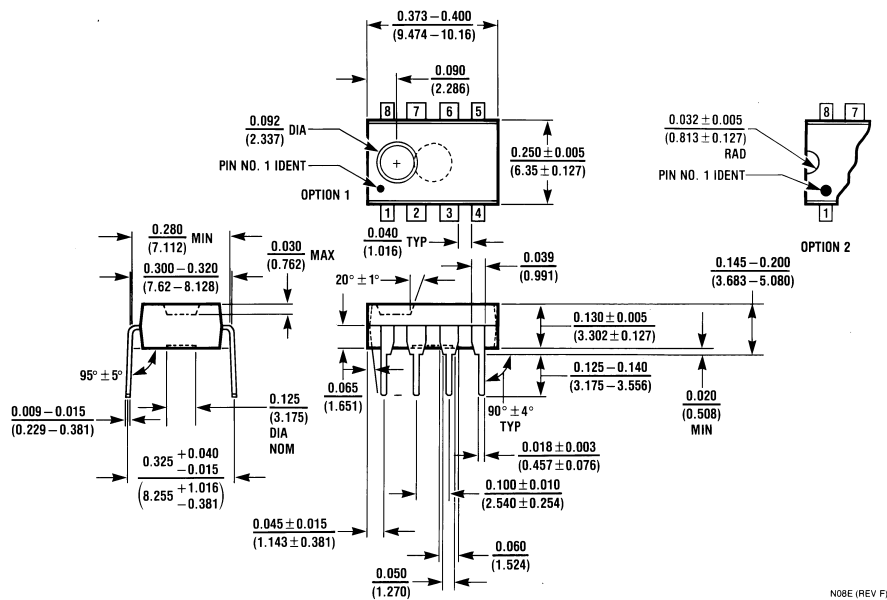 0.373 – 0.400
(9.474 – 10.16)
0.090
(2.286)
8 7 6 5
0.092
(2.337) DIA
PIN NO. 1 IDENT
OPTION 1
0.250 ± 0.005
(6.35 ± 0.127)
1 2 3 4
8 7
0.032 ± 0.005
(0.813 ± 0.127)
RAD
PIN NO. 1 IDENT
1
OPTION 2
0.280
(7.112) MIN
0.300 – 0.320
(7.62 – 8.128)
0.030
(0.762) MAX
0.040
(1.016) TYP
20° ± 1°
0.039
(0.991)
0.145 – 0.200
(3.683 – 5.080)
0.130 ± 0.005
(3.302 ± 0.127)
95° ± 5°
0.125
(3.175)
DIA
NOM
0.065
(1.651)
0.125 – 0.140
(3.175 – 3.556)
90° ± 4°
TYP
0.020
(0.508)
MIN
0.009 – 0.015
(0.229 – 0.381)
0.325 +0.040
–0.015
(8.255 +1.016
–0.381)
0.018 ± 0.003
(0.457 ± 0.076)
0.100 ± 0.010
(2.540 ± 0.254)
0.045 ± 0.015
(1.143 ± 0.381)
0.060
(1.524)
0.050
(1.270)
N08E (REV F)